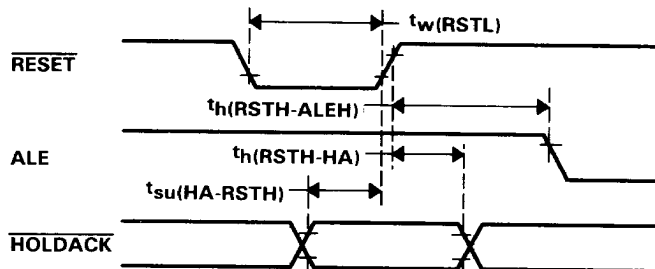 tw(RSTL)
RESET
th(RSTH-ALEH)
ALE
th(RSTH-HA)
tsu(HA-RSTH)
HOLDACK